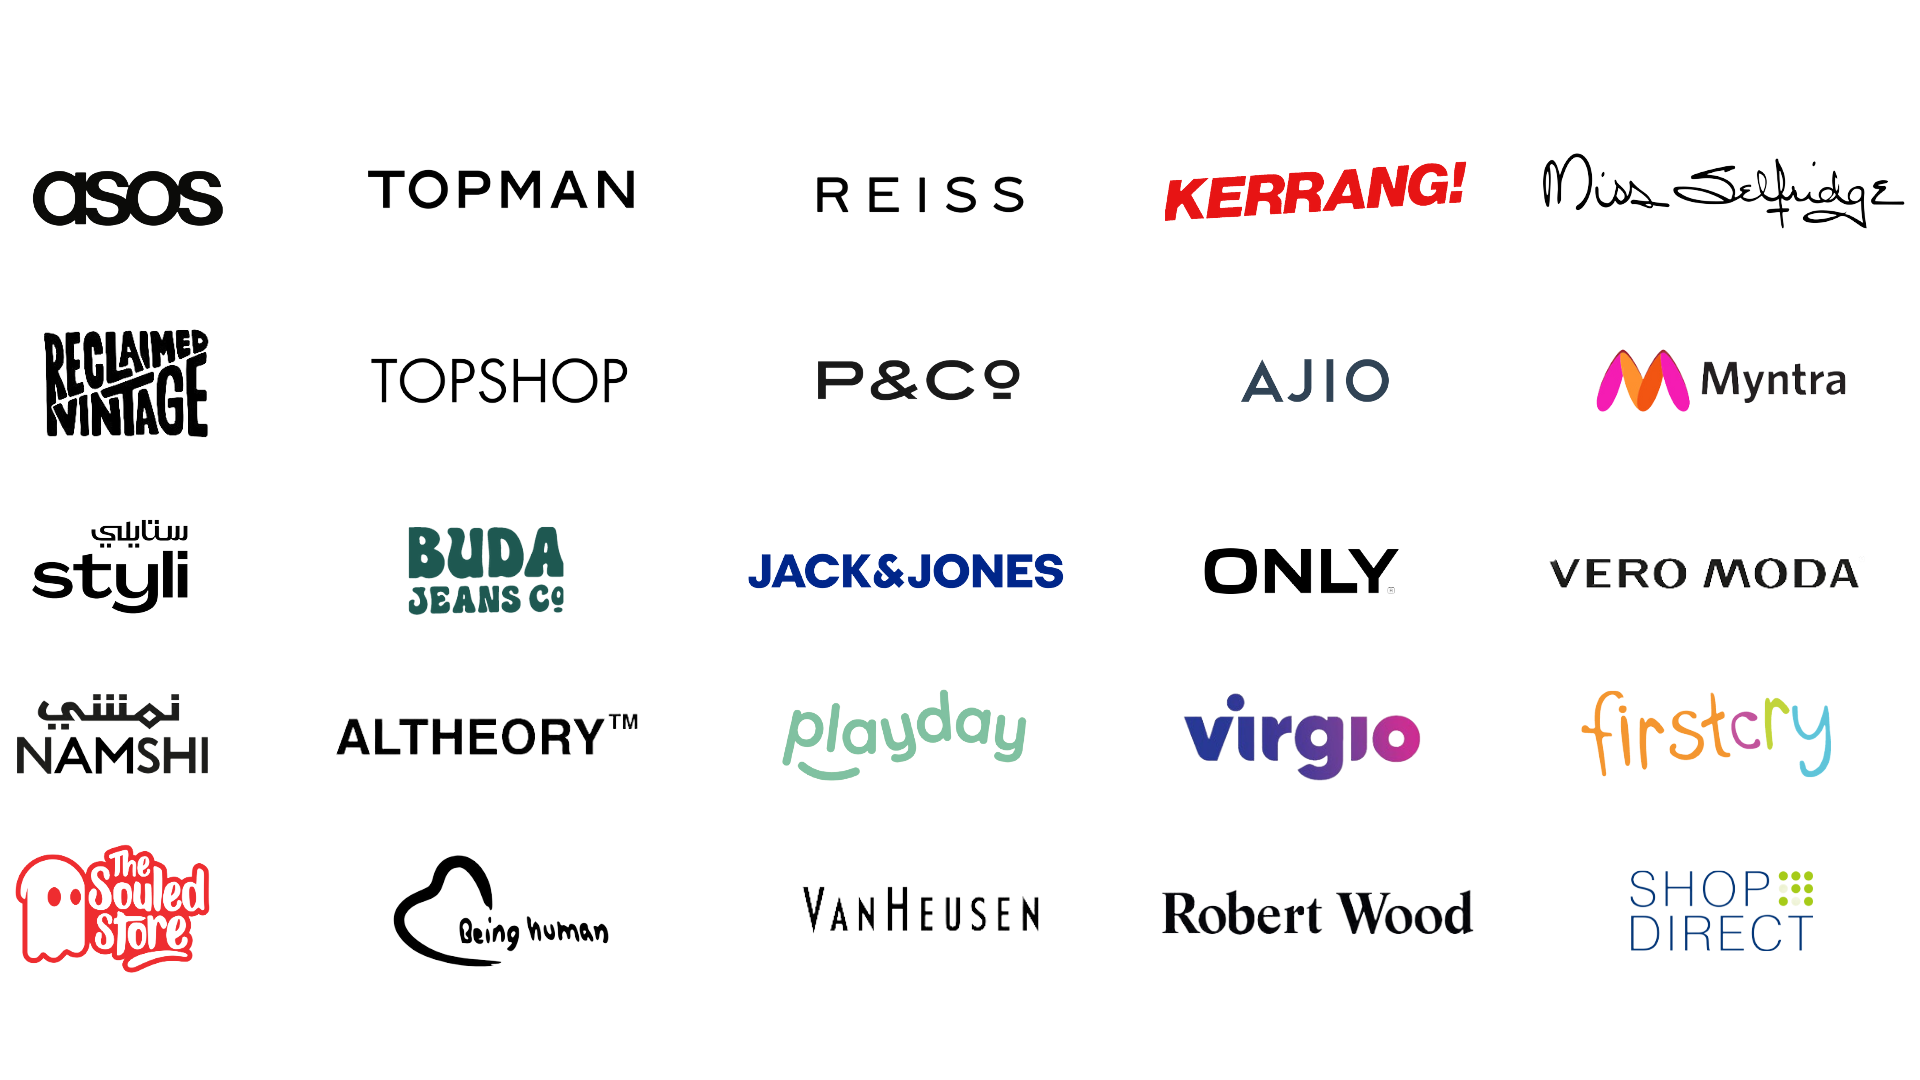 asos
TOPMAN
REISS
KERRANG!
Miss Selfridge
RECLAIMED
VINTAGE
TOPSHOP
P&Co
AJIO
Myntra
ستايلي
styli
BUDA
JEANS Co
JACK&JONES
ONLY®
VERO MODA
نمشي
NAMSHI
ALTHEORY™
playday
virgio
firstcry
The
Souled
Store
Being human
VANHEUSEN
Robert Wood
SHOP
DIRECT